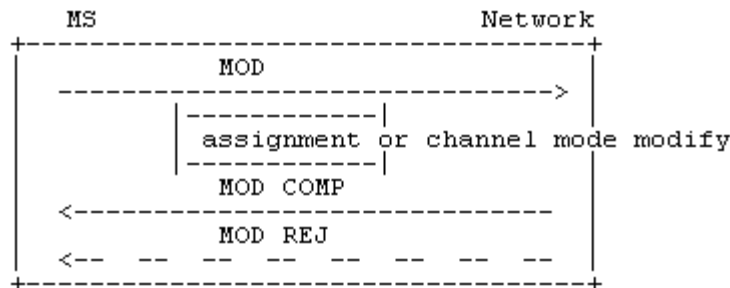 MS Network
MOD
assignment or channel mode modify
MOD COMP
MOD REJ